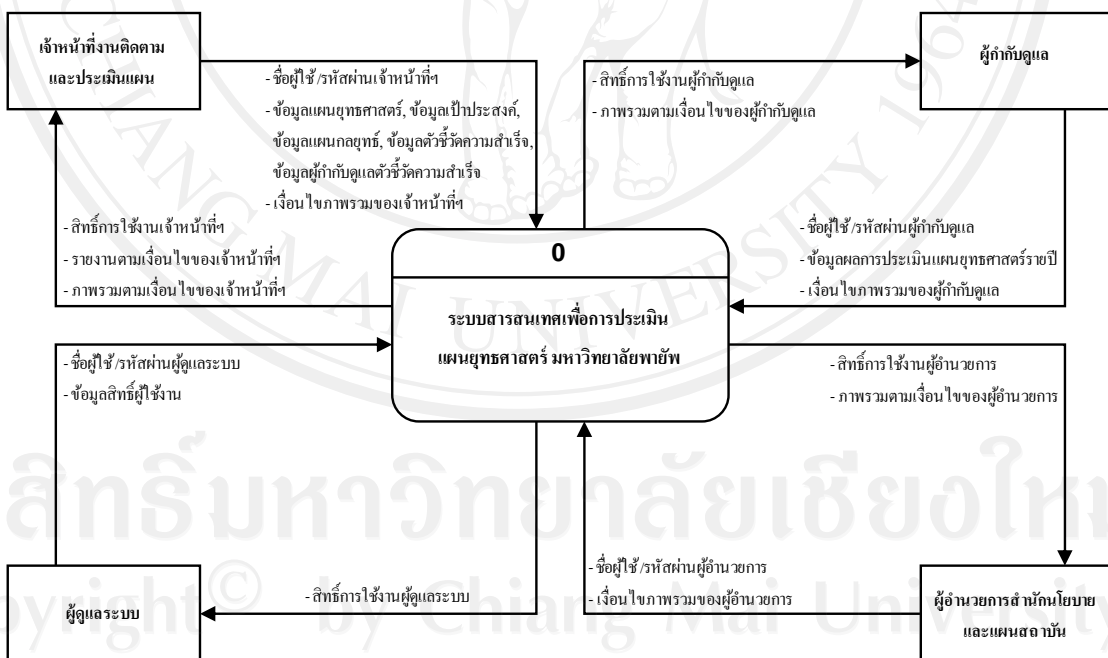 เจ้าหน้าที่งานติดตาม
และประเมินแผน
ผู้กำกับดูแล
- ชื่อผู้ใช้/รหัสผ่านเจ้าหน้าที่ฯ
- ข้อมูลแผนยุทธศาสตร์, ข้อมูลเป้าประสงค์,
ข้อมูลแผนกลยุทธ์, ข้อมูลตัวชี้วัดความสำเร็จ,
ข้อมูลผู้กำกับดูแลตัวชี้วัดความสำเร็จ
- เงื่อนไขภาพรวมของเจ้าหน้าที่ฯ
- สิทธิ์การใช้งานผู้กำกับดูแล
- ภาพรวมตามเงื่อนไขของผู้กำกับดูแล
- สิทธิ์การใช้งานเจ้าหน้าที่ฯ
- รายงานตามเงื่อนไขของเจ้าหน้าที่ฯ
- ภาพรวมตามเงื่อนไขของเจ้าหน้าที่ฯ
- ชื่อผู้ใช้/รหัสผ่านผู้กำกับดูแล
- ข้อมูลผลการประเมินแผนยุทธศาสตร์รายปี
- เงื่อนไขภาพรวมของผู้กำกับดูแล
0
ระบบสารสนเทศเพื่อการประเมิน
แผนยุทธศาสตร์ มหาวิทยาลัยพายัพ
- ชื่อผู้ใช้/รหัสผ่านผู้ดูแลระบบ
- ข้อมูลสิทธิ์ผู้ใช้งาน
- สิทธิ์การใช้งานผู้อำนวยการ
- ภาพรวมตามเงื่อนไขของผู้อำนวยการ
- สิทธิ์การใช้งานผู้ดูแลระบบ
- ชื่อผู้ใช้/รหัสผ่านผู้อำนวยการ
- เงื่อนไขภาพรวมของผู้อำนวยการ
ผู้ดูแลระบบ
ผู้อำนวยการสำนักนโยบาย
และแผนสถาบัน
CHIANG MAI UNIVERSITY 1964
สิทธิ์มหาวิทยาลัยเชียงใหม
pyright© by Chiang Mai University